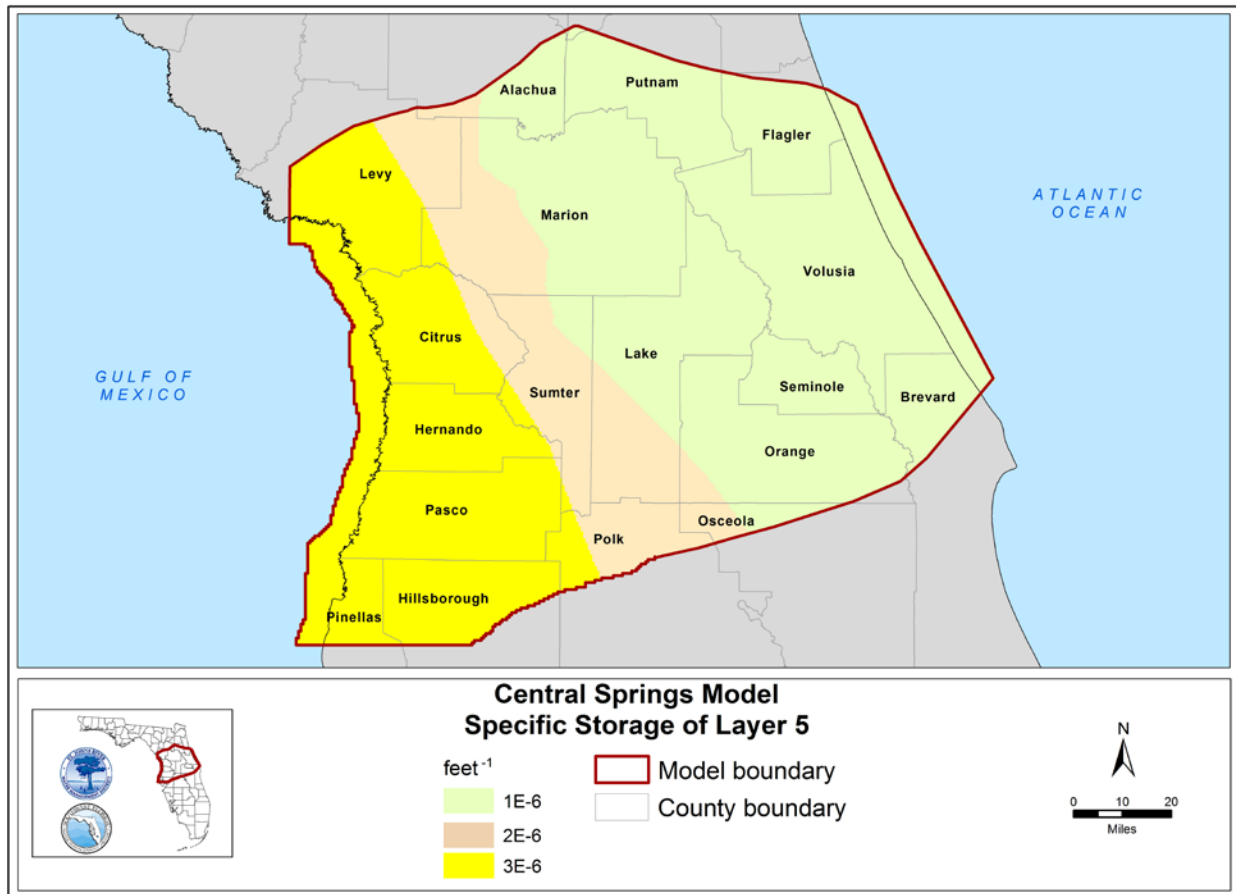 Alachua
Putnam
Flagler
Levy
Marion
ATLANTIC
OCEAN
Volusia
Citrus
Lake
GULF OF
MEXICO
Sumter
Seminole
Brevard
Hernando
Orange
Pasco
Osceola
Polk
Hillsborough
Pinellas
Central Springs Model
Specific Storage of Layer 5
feet⁻¹
1E-6
2E-6
3E-6
Model boundary
County boundary
N
0 10 20
Miles